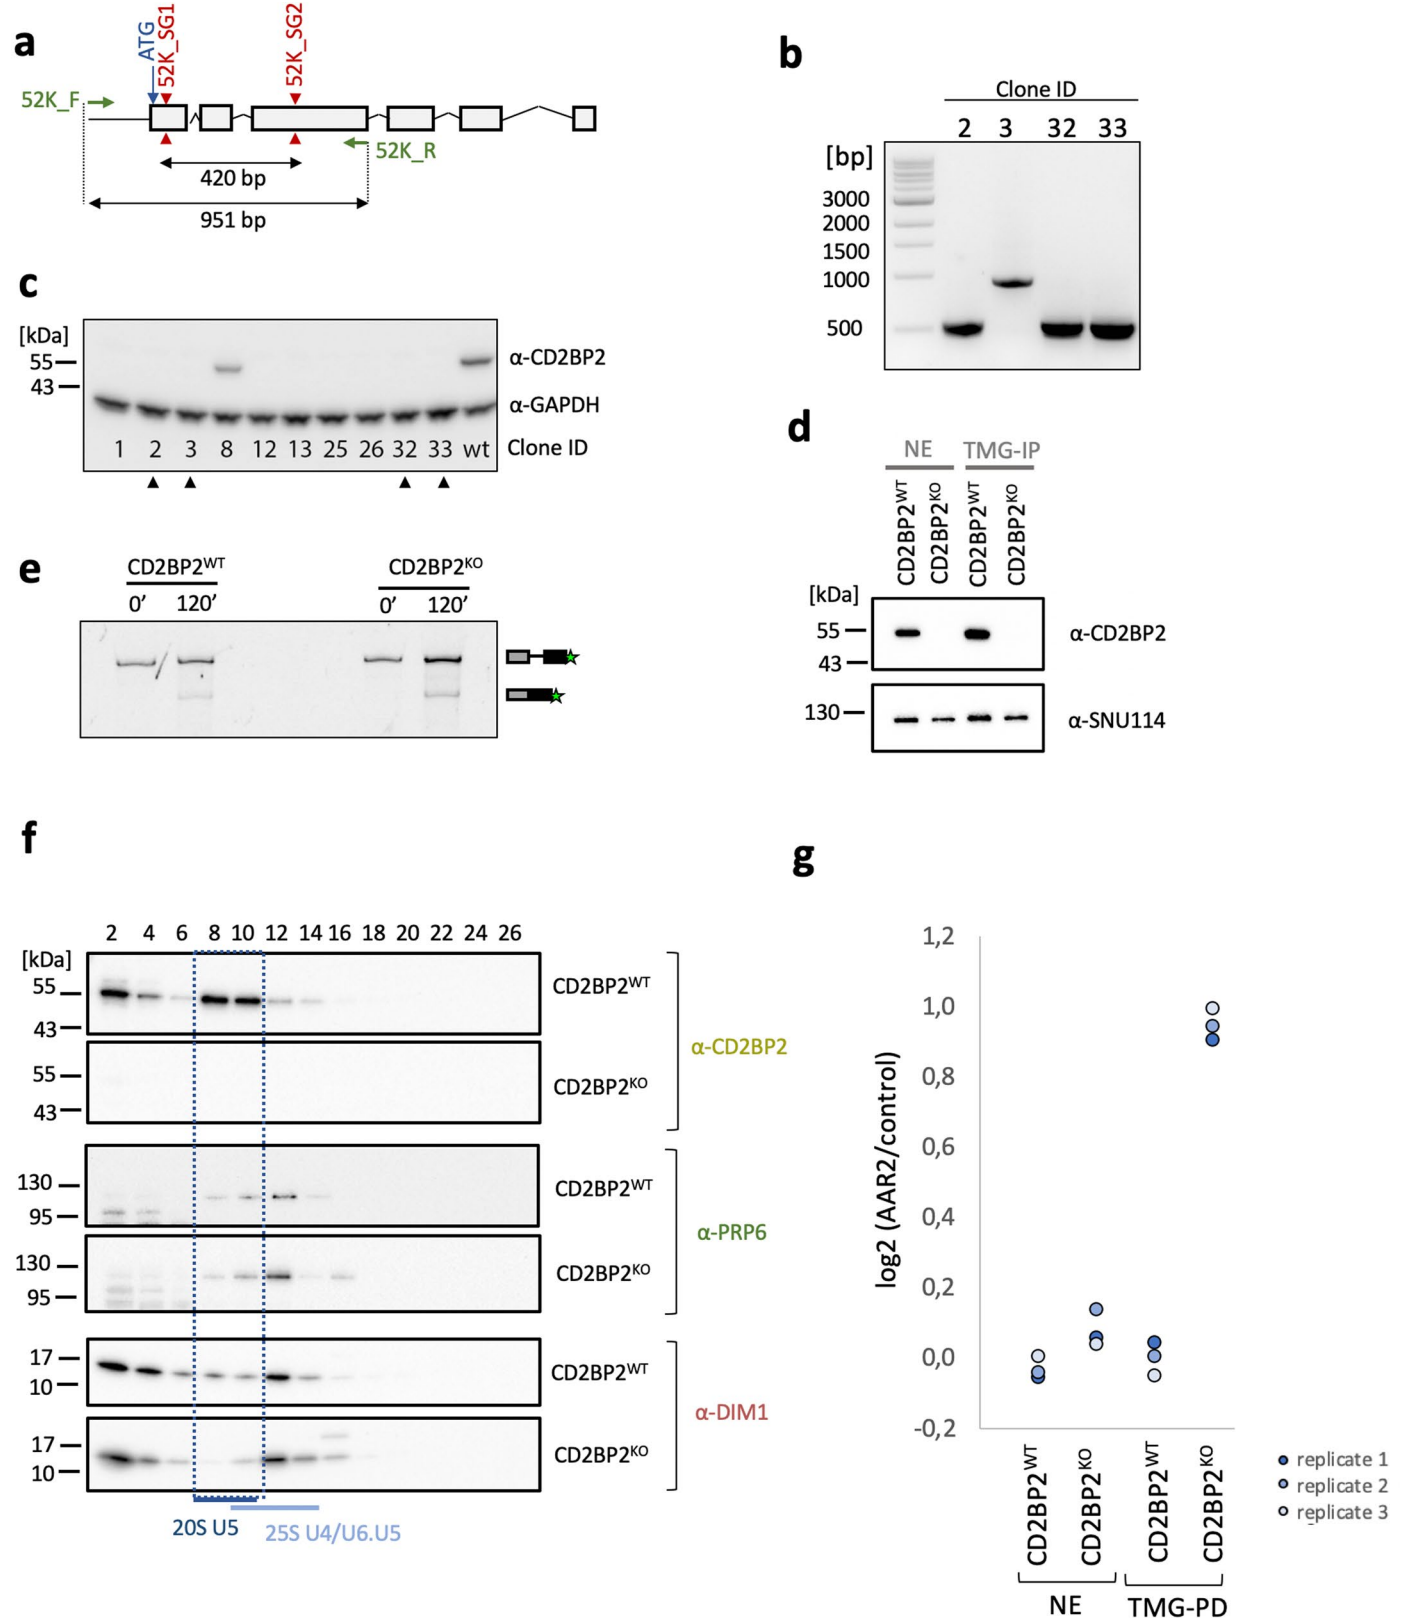 a
ATG
52K_SG1
52K_SG2
52K_F
52K_R
420 bp
951 bp
b
Clone ID
2 3 32 33
[bp]
3000
2000
1500
1000
500
c
[kDa]
55
43
α-CD2BP2
α-GAPDH
1 2 3 8 12 13 25 26 32 33 wt Clone ID
d
NE TMG-IP
CD2BP2WT
CD2BP2KO
CD2BP2WT
CD2BP2KO
[kDa]
55
43
α-CD2BP2
130
α-SNU114
e
CD2BP2WT CD2BP2KO
0’ 120’ 0’ 120’
f
2 4 6 8 10 12 14 16 18 20 22 24 26
[kDa]
55
43
CD2BP2WT
55
43
CD2BP2KO
α-CD2BP2
130
95
CD2BP2WT
130
95
CD2BP2KO
α-PRP6
17
10
CD2BP2WT
17
10
CD2BP2KO
α-DIM1
20S U5
25S U4/U6.U5
g
log2 (AAR2/control)
1,2
1,0
0,8
0,6
0,4
0,2
0,0
-0,2
CD2BP2WT
CD2BP2KO
CD2BP2WT
CD2BP2KO
NE
TMG-PD
replicate 1
replicate 2
replicate 3